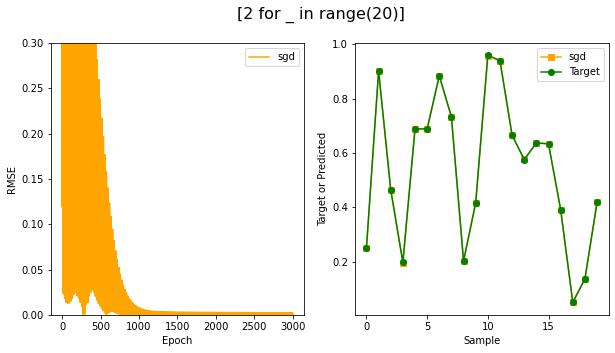 [2 for _ in range(20)]
0.30
0.25
0.20
0.15
0.10
0.05
0.00
RMSE
0 500 1000 1500 2000 2500 3000
Epoch
sgd
1.0
0.8
0.6
0.4
0.2
Target or Predicted
0 5 10 15
Sample
sgd
Target